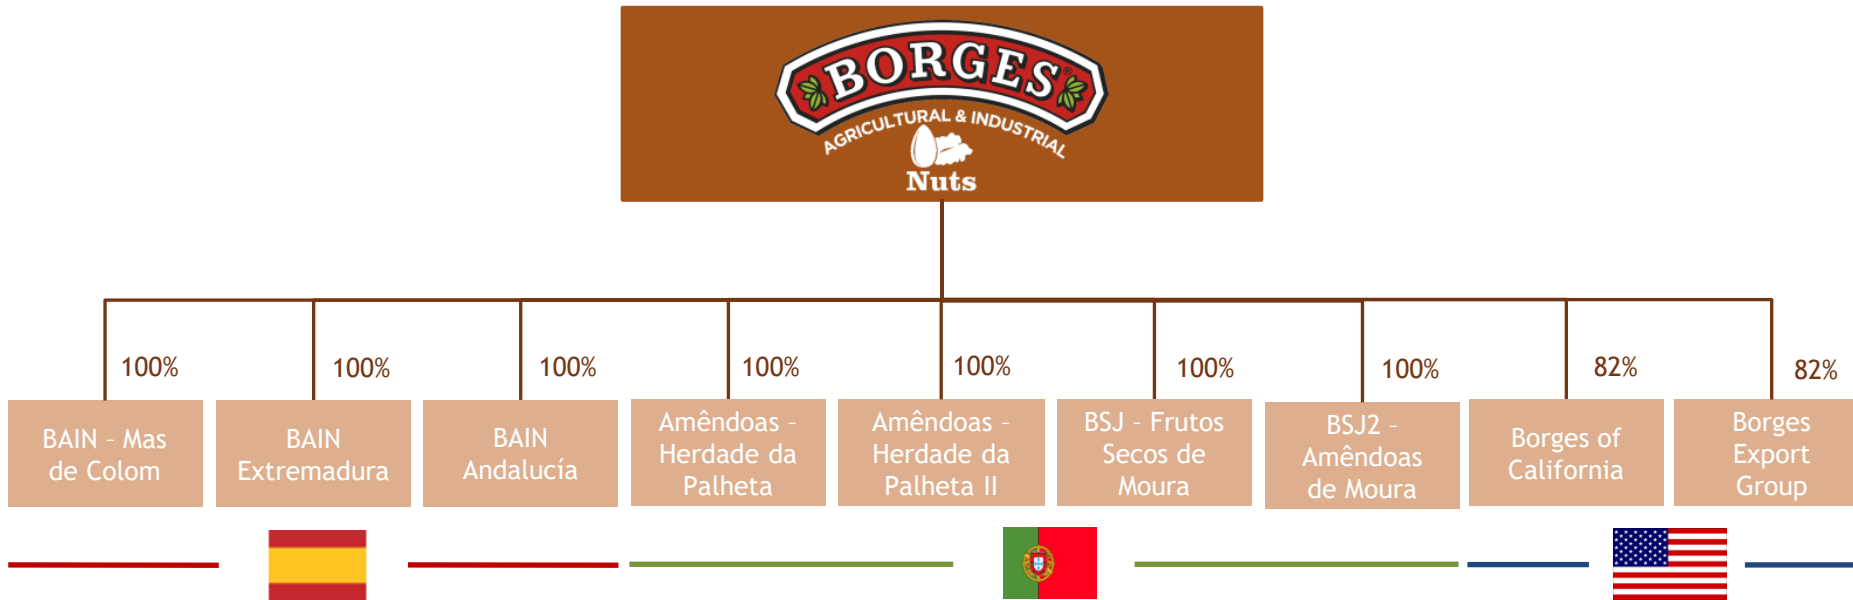 BORGES
AGRICULTURAL & INDUSTRIAL
Nuts
100%
100%
100%
100%
100%
100%
100%
82%
82%
BAIN – Mas
de Colom
BAIN
Extremadura
BAIN
Andalucía
Amêndoas –
Herdade da
Palheta
Amêndoas –
Herdade da
Palheta II
BSJ – Frutos
Secos de
Moura
BSJ2 –
Amêndoas
de Moura
Borges of
California
Borges
Export
Group